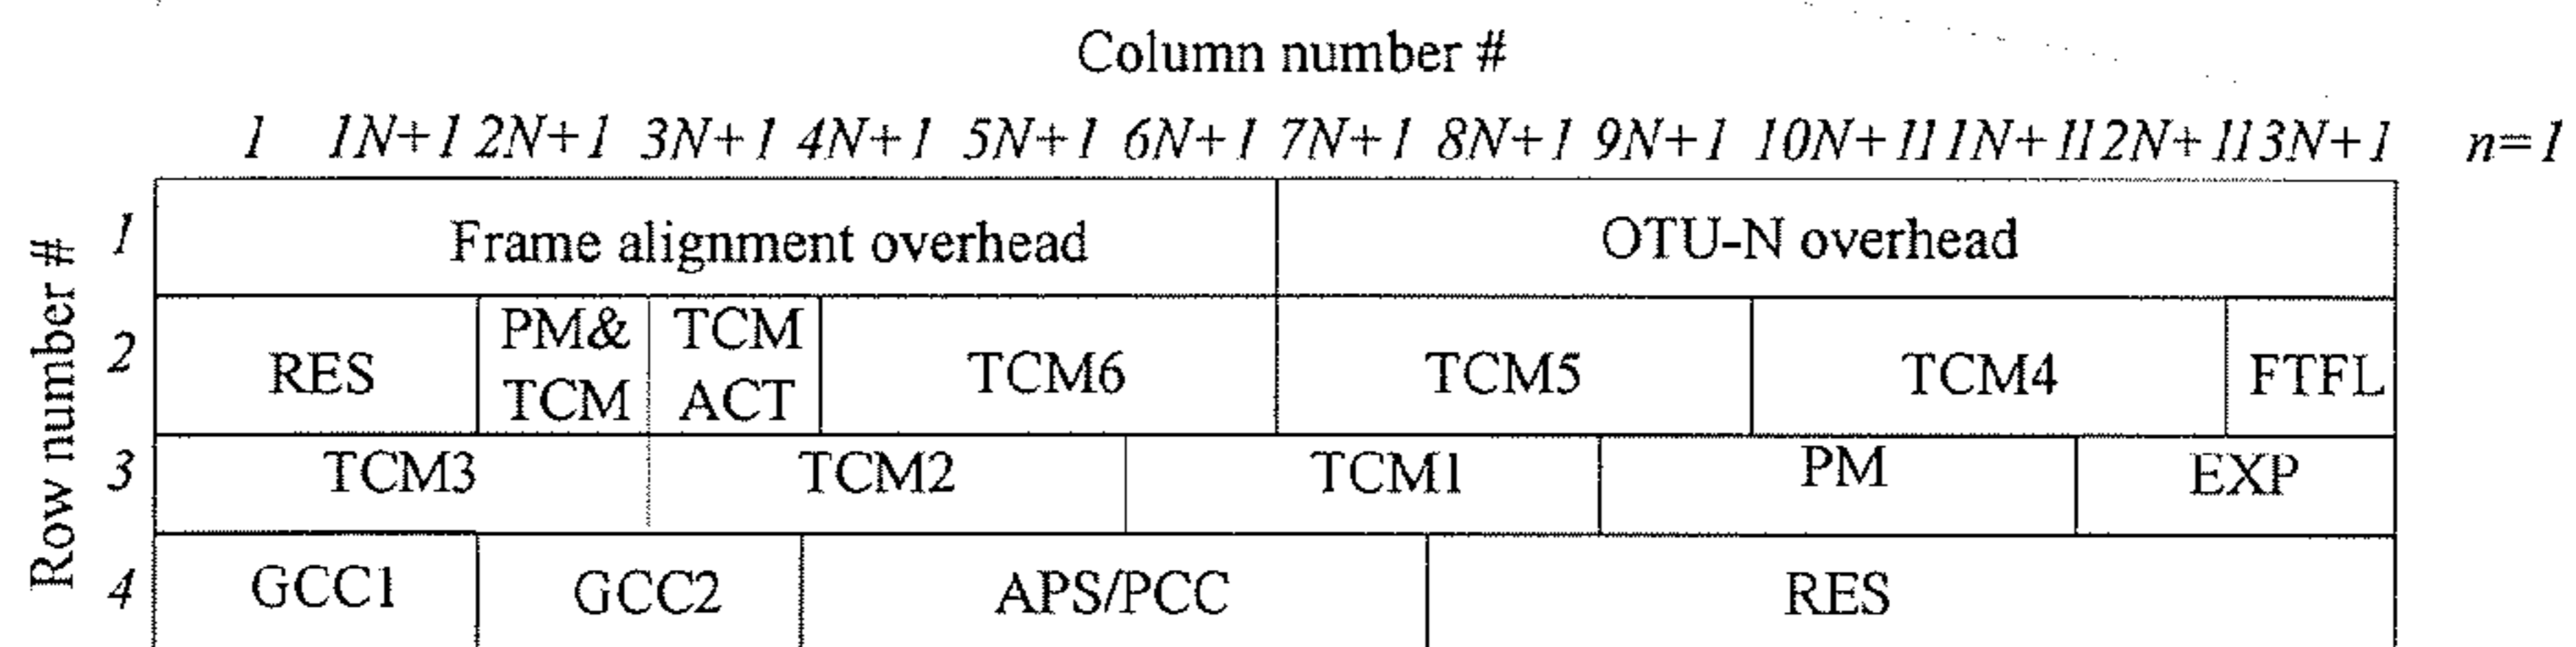 Column number #
1 1N+1 2N+1 3N+1 4N+1 5N+1 6N+1 7N+1 8N+1 9N+1 10N+1 11N+1 12N+1 13N+1 n=1
Row number #
1 Frame alignment overhead OTU-N overhead
2 RES PM& TCM TCM ACT TCM6 TCM5 TCM4 FTFL
3 TCM3 TCM2 TCM1 PM EXP
4 GCC1 GCC2 APS/PCC RES